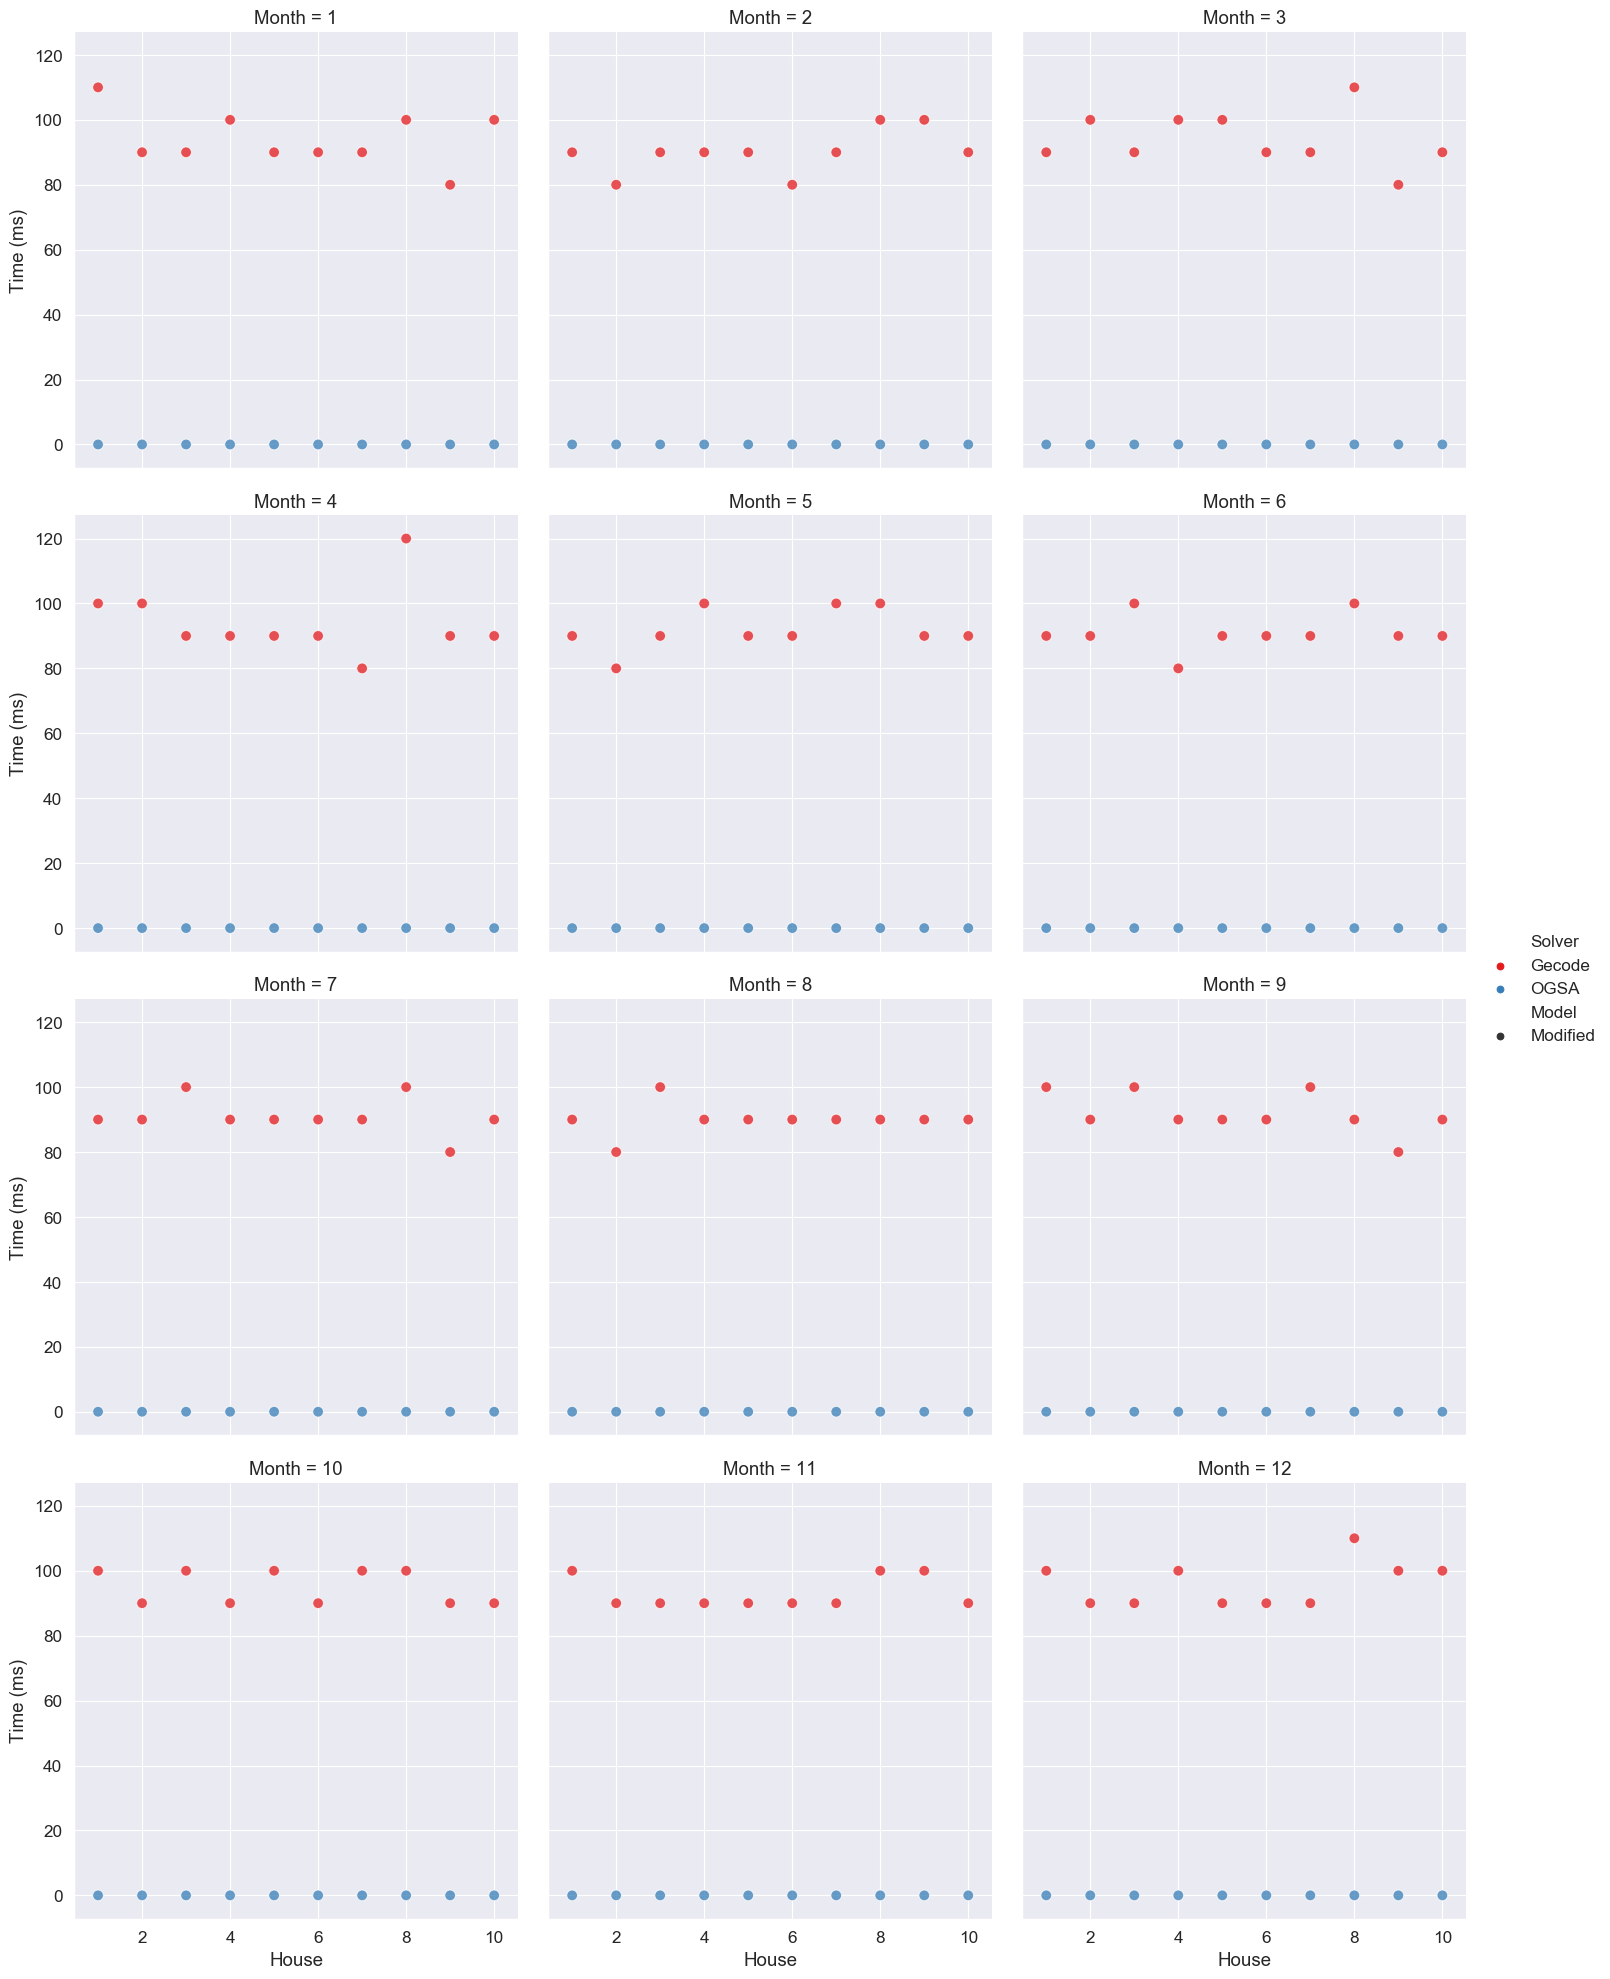 Month = 1
Month = 2
Month = 3
120
100
80
60
40
20
0
Time (ms)
Month = 4
Month = 5
Month = 6
120
100
80
60
40
20
0
Time (ms)
Solver
Gecode
OGSA
Model
Modified
Month = 7
Month = 8
Month = 9
120
100
80
60
40
20
0
Time (ms)
Month = 10
Month = 11
Month = 12
120
100
80
60
40
20
0
Time (ms)
2 4 6 8 10
2 4 6 8 10
2 4 6 8 10
House
House
House